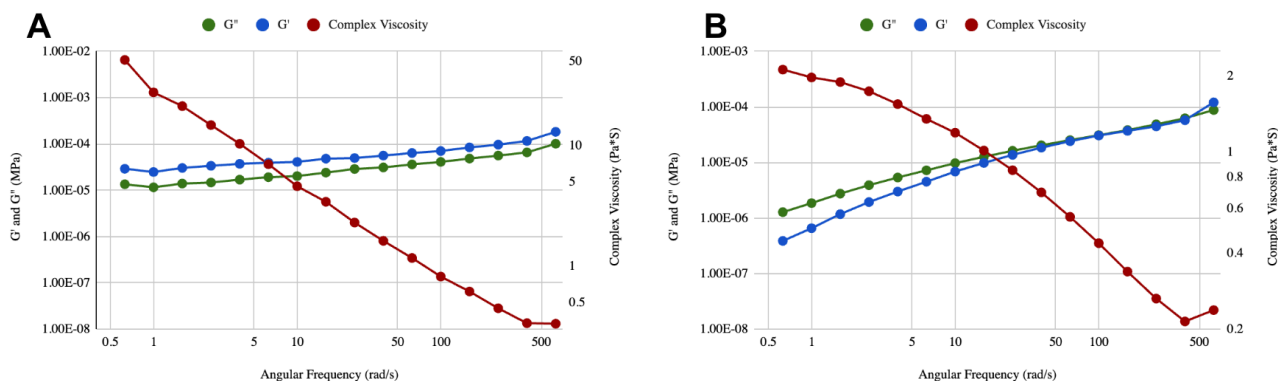 A
G" G' Complex Viscosity
1.00E-02
1.00E-03
1.00E-04
1.00E-05
1.00E-06
1.00E-07
1.00E-08
G' and G" (MPa)
50
10
5
1
0.5
Complex Viscosity (Pa*S)
0.5 1 5 10 50 100 500
Angular Frequency (rad/s)
B
G" G' Complex Viscosity
1.00E-03
1.00E-04
1.00E-05
1.00E-06
1.00E-07
1.00E-08
G' and G" (MPa)
2
1
0.8
0.6
0.4
0.2
Complex Viscosity (Pa*S)
0.5 1 5 10 50 100 500
Angular Frequency (rad/s)